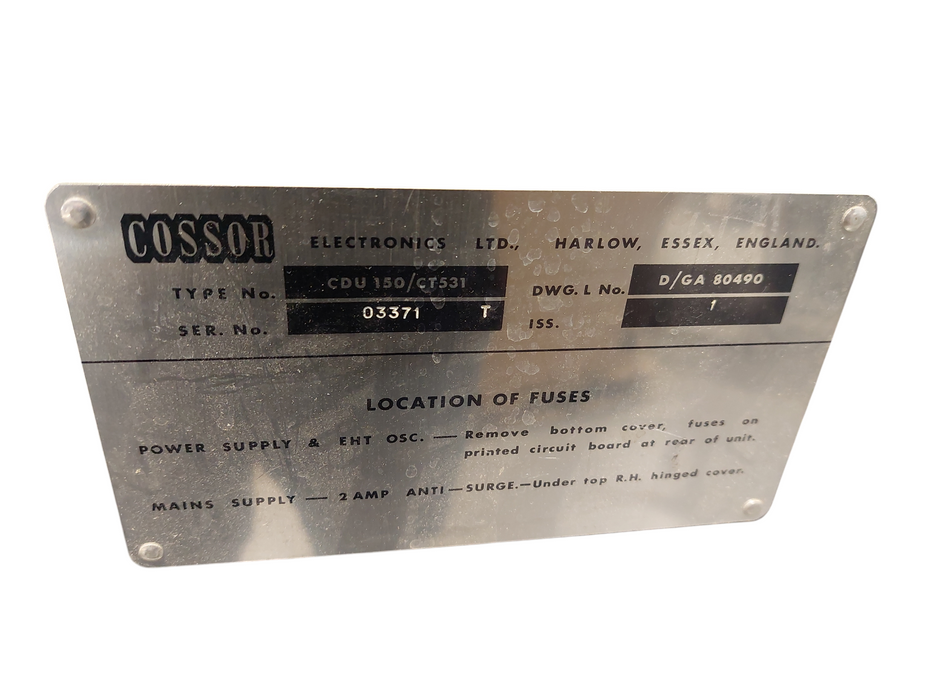 COSSOR ELECTRONICS LTD., HARLOW, ESSEX, ENGLAND.
TYPE No. CDU 150/CT531 DWG. L No. D/GA 80490
SER. No. 03371 T ISS. 1
LOCATION OF FUSES
POWER SUPPLY & EHT OSC. — Remove bottom cover, fuses on
printed circuit board at rear of unit.
MAINS SUPPLY — 2 AMP ANTI-SURGE.-Under top R.H. hinged cover.